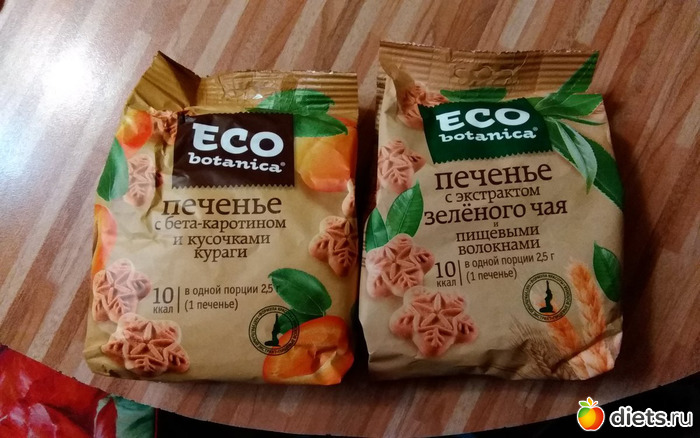 ECO
botanica®
печенье
с бета-каротином
и кусочками
кураги
10
ккал
в одной порции 2,5 г
(1 печенье)
ECO
botanica®
печенье
с экстрактом
зелёного чая
и
пищевыми
волокнами
10
ккал
в одной порции 2,5 г
(1 печенье)
diets.ru